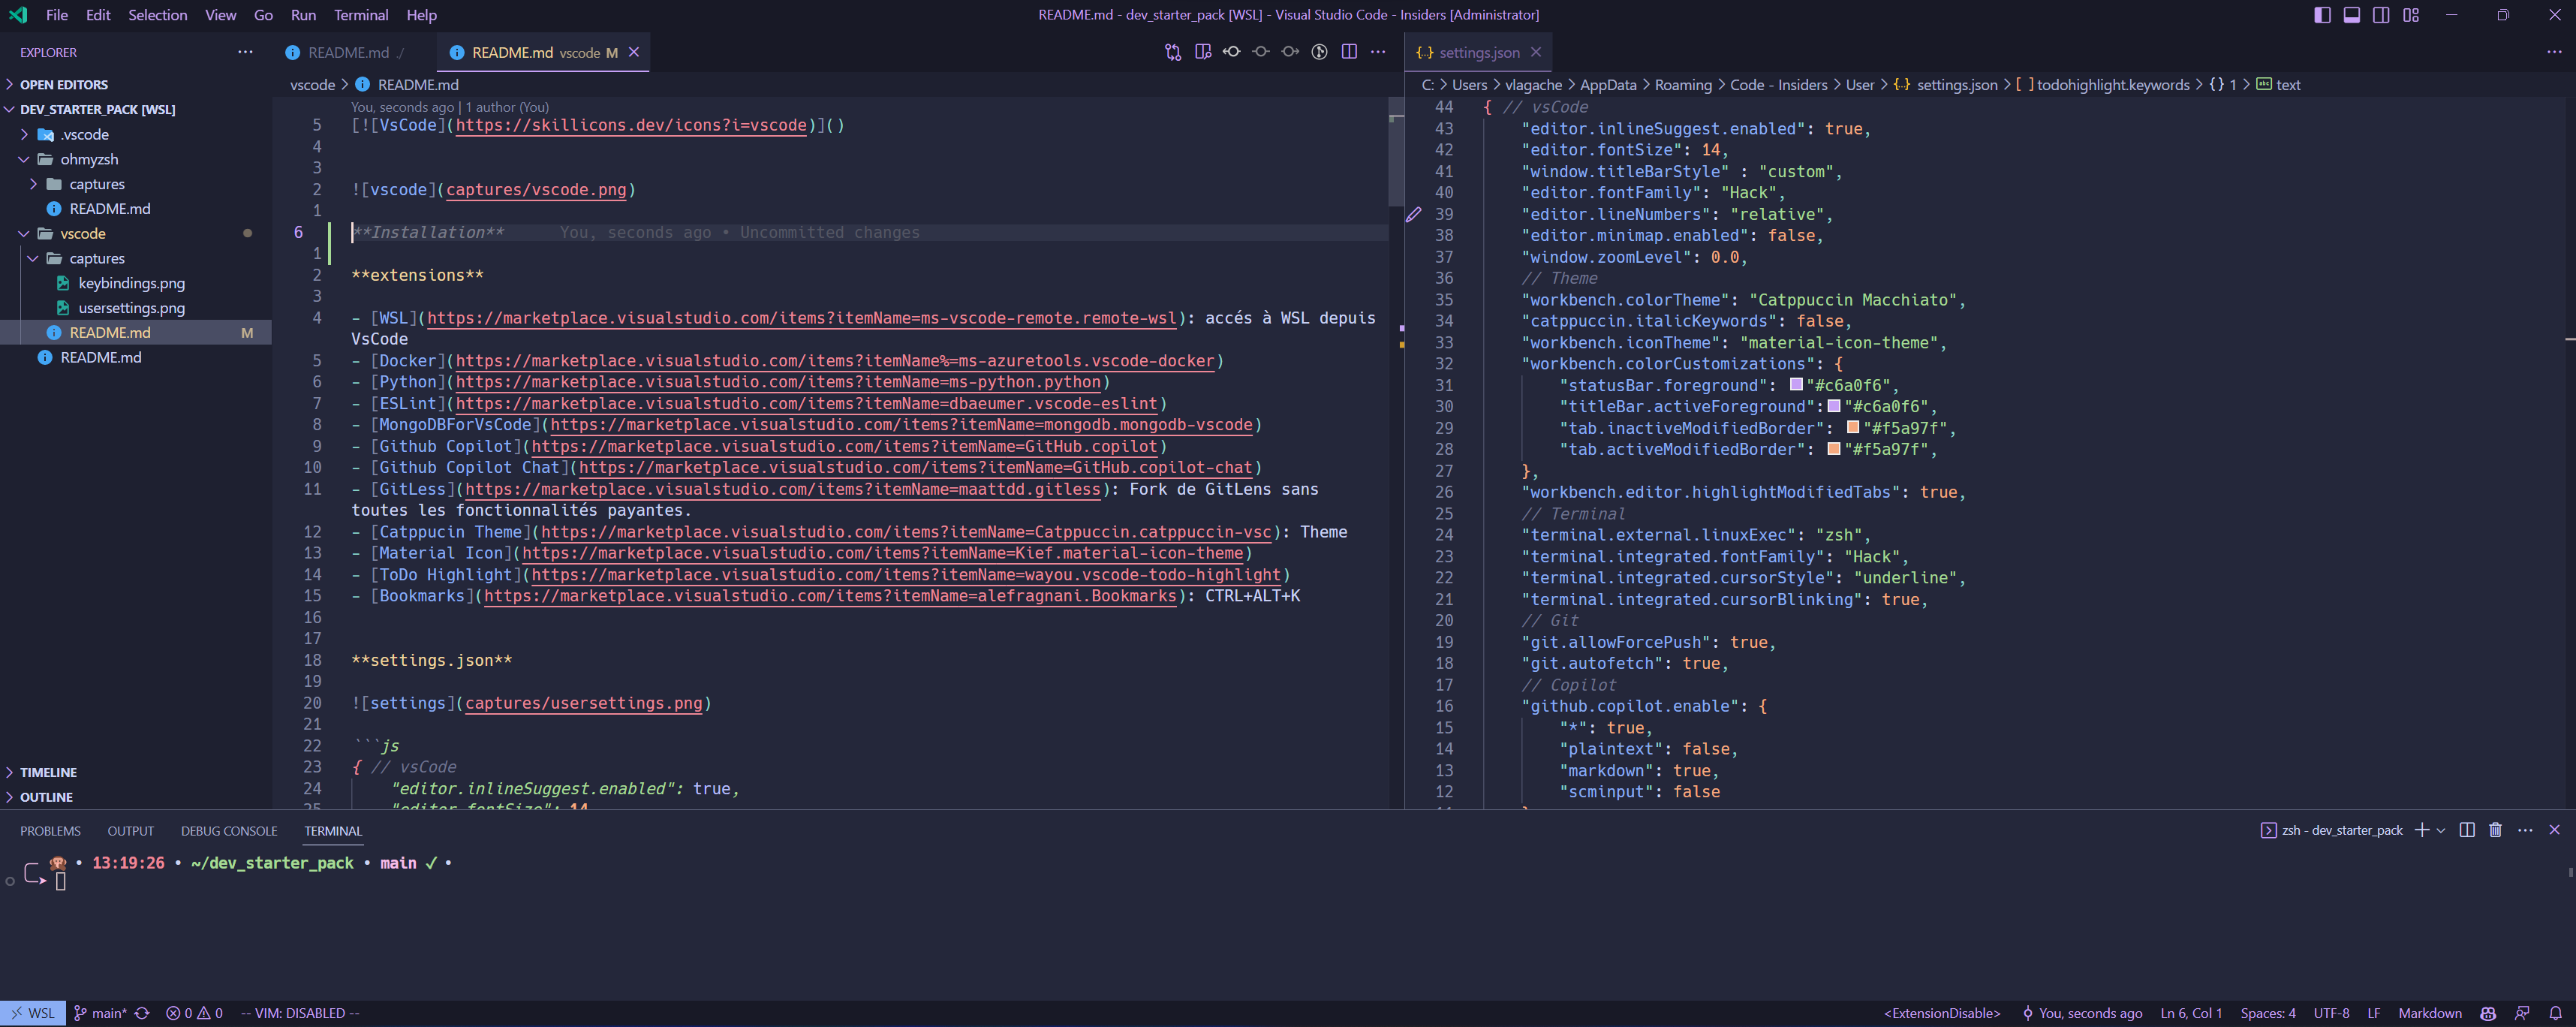 File Edit Selection View Go Run Terminal Help
README.md - dev_starter_pack [WSL] - Visual Studio Code - Insiders [Administrator]
EXPLORER
OPEN EDITORS
DEV_STARTER_PACK [WSL]
.vscode
ohmyzsh
captures
README.md
vscode
captures
keybindings.png
usersettings.png
README.md M
README.md
TIMELINE
OUTLINE
README.md ./
README.md vscode M
vscode > README.md
You, seconds ago | 1 author (You)
5 [![VsCode](https://skillicons.dev/icons?i=vscode)]()
4
3
2 ![vscode](captures/vscode.png)
1
6 **Installation** You, seconds ago • Uncommitted changes
1
2 **extensions**
3
4 - [WSL](https://marketplace.visualstudio.com/items?itemName=ms-vscode-remote.remote-wsl): accés à WSL depuis
VsCode
5 - [Docker](https://marketplace.visualstudio.com/items?itemName%=ms-azuretools.vscode-docker)
6 - [Python](https://marketplace.visualstudio.com/items?itemName=ms-python.python)
7 - [ESLint](https://marketplace.visualstudio.com/items?itemName=dbaeumer.vscode-eslint)
8 - [MongoDBForVsCode](https://marketplace.visualstudio.com/items?itemName=mongodb.mongodb-vscode)
9 - [Github Copilot](https://marketplace.visualstudio.com/items?itemName=GitHub.copilot)
10 - [Github Copilot Chat](https://marketplace.visualstudio.com/items?itemName=GitHub.copilot-chat)
11 - [GitLess](https://marketplace.visualstudio.com/items?itemName=maattdd.gitless): Fork de GitLens sans
toutes les fonctionnalités payantes.
12 - [Catppucin Theme](https://marketplace.visualstudio.com/items?itemName=Catppuccin.catppuccin-vsc): Theme
13 - [Material Icon](https://marketplace.visualstudio.com/items?itemName=Kief.material-icon-theme)
14 - [ToDo Highlight](https://marketplace.visualstudio.com/items?itemName=wayou.vscode-todo-highlight)
15 - [Bookmarks](https://marketplace.visualstudio.com/items?itemName=alefragnani.Bookmarks): CTRL+ALT+K
16
17
18 **settings.json**
19
20 ![settings](captures/usersettings.png)
21
22 ```js
23 { // vsCode
24 "editor.inlineSuggest.enabled": true,
25 "editor.fontSize": 14
settings.json
C: > Users > vlagache > AppData > Roaming > Code - Insiders > User > {..} settings.json > [ ] todohighlight.keywords > { } 1 > abc text
44 { // vsCode
43 "editor.inlineSuggest.enabled": true,
42 "editor.fontSize": 14,
41 "window.titleBarStyle" : "custom",
40 "editor.fontFamily": "Hack",
39 "editor.lineNumbers": "relative",
38 "editor.minimap.enabled": false,
37 "window.zoomLevel": 0.0,
36 // Theme
35 "workbench.colorTheme": "Catppuccin Macchiato",
34 "catppuccin.italicKeywords": false,
33 "workbench.iconTheme": "material-icon-theme",
32 "workbench.colorCustomizations": {
31 "statusBar.foreground": "#c6a0f6",
30 "titleBar.activeForeground": "#c6a0f6",
29 "tab.inactiveModifiedBorder": "#f5a97f",
28 "tab.activeModifiedBorder": "#f5a97f",
27 },
26 "workbench.editor.highlightModifiedTabs": true,
25 // Terminal
24 "terminal.external.linuxExec": "zsh",
23 "terminal.integrated.fontFamily": "Hack",
22 "terminal.integrated.cursorStyle": "underline",
21 "terminal.integrated.cursorBlinking": true,
20 // Git
19 "git.allowForcePush": true,
18 "git.autofetch": true,
17 // Copilot
16 "github.copilot.enable": {
15 "*": true,
14 "plaintext": false,
13 "markdown": true,
12 "scminput": false
PROBLEMS OUTPUT DEBUG CONSOLE TERMINAL
zsh - dev_starter_pack
• 13:19:26 • ~/dev_starter_pack • main ✓ •
WSL main* 0 0 -- VIM: DISABLED --
<ExtensionDisable> You, seconds ago Ln 6, Col 1 Spaces: 4 UTF-8 LF Markdown